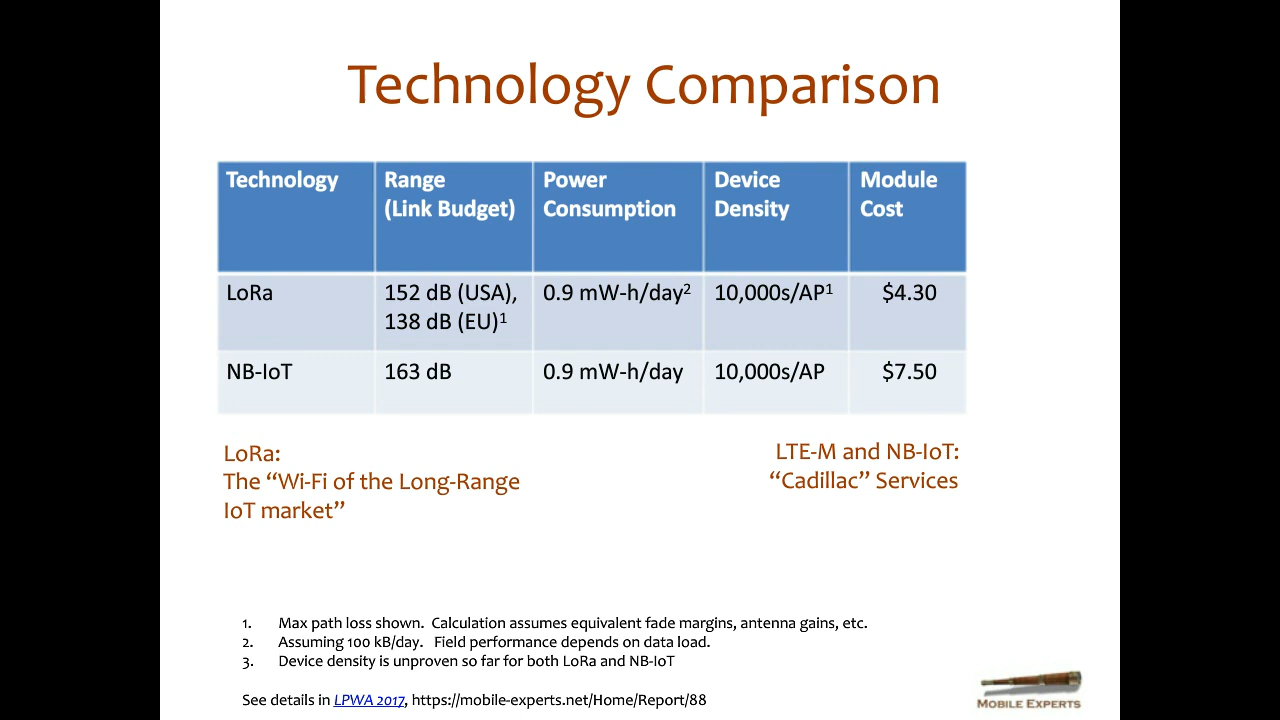 Technology Comparison
Technology
Range
(Link Budget)
Power
Consumption
Device
Density
Module
Cost
LoRa
152 dB (USA),
138 dB (EU)¹
0.9 mW-h/day²
10,000s/AP¹
$4.30
NB-IoT
163 dB
0.9 mW-h/day
10,000s/AP
$7.50
LoRa:
The “Wi-Fi of the Long-Range
IoT market”
LTE-M and NB-IoT:
“Cadillac” Services
1. Max path loss shown. Calculation assumes equivalent fade margins, antenna gains, etc.
2. Assuming 100 kB/day. Field performance depends on data load.
3. Device density is unproven so far for both LoRa and NB-IoT
See details in LPWA 2017, https://mobile-experts.net/Home/Report/88
MOBILE EXPERTS